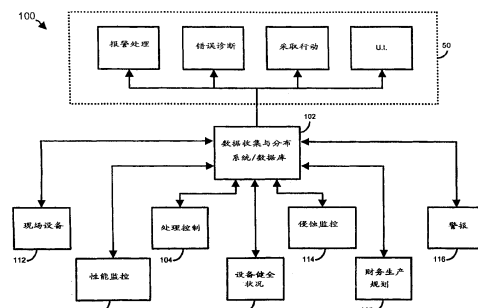 100
报警处理
错误诊断
采取行动
U.I.
50
102
数据收集与分布
系统/数据库
现场设备
112
处理控制
104
侵蚀监控
114
警报
116
性能监控
设备健全
状况
财务生产
规划